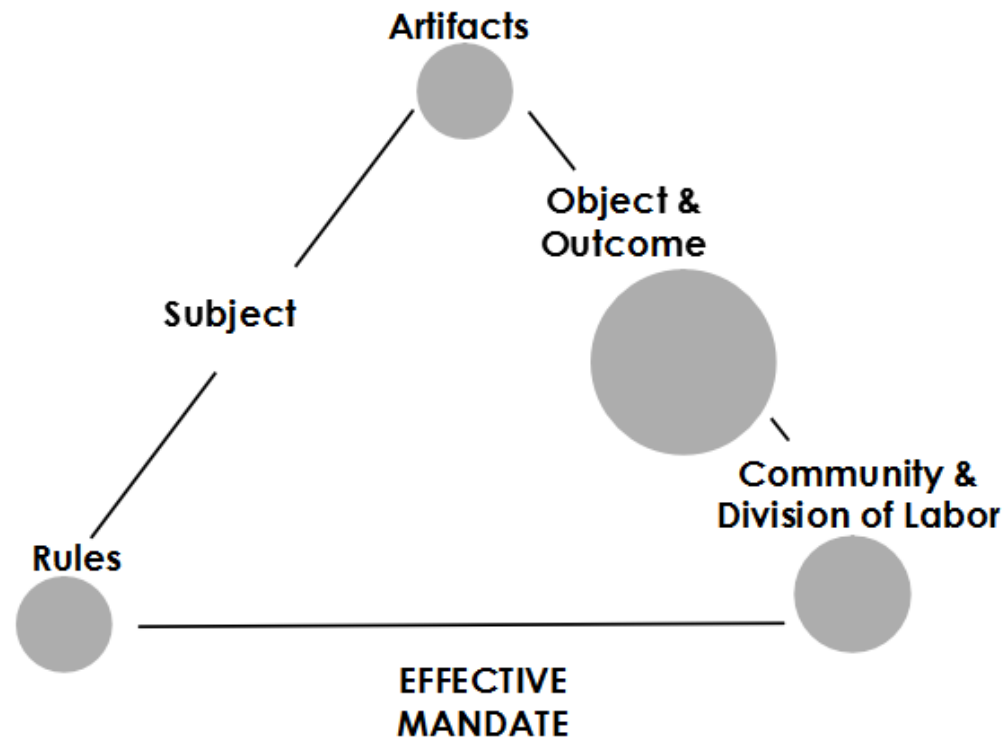 Artifacts
Object &
Outcome
Subject
Community &
Division of Labor
Rules
EFFECTIVE
MANDATE